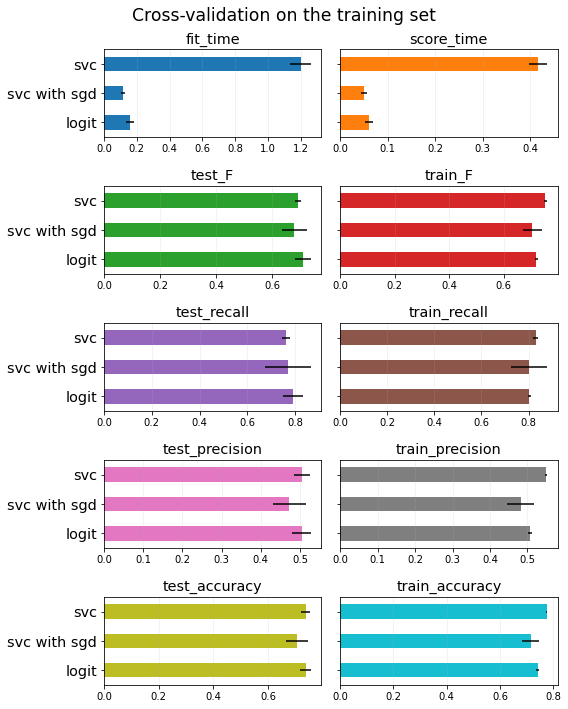 Cross-validation on the training set
fit_time
score_time
svc
svc with sgd
logit
0.0 0.2 0.4 0.6 0.8 1.0 1.2
0.0 0.1 0.2 0.3 0.4
test_F
train_F
svc
svc with sgd
logit
0.0 0.2 0.4 0.6
0.0 0.2 0.4 0.6
test_recall
train_recall
svc
svc with sgd
logit
0.0 0.2 0.4 0.6 0.8
0.0 0.2 0.4 0.6 0.8
test_precision
train_precision
svc
svc with sgd
logit
0.0 0.1 0.2 0.3 0.4 0.5
0.0 0.1 0.2 0.3 0.4 0.5
test_accuracy
train_accuracy
svc
svc with sgd
logit
0.0 0.2 0.4 0.6
0.0 0.2 0.4 0.6 0.8